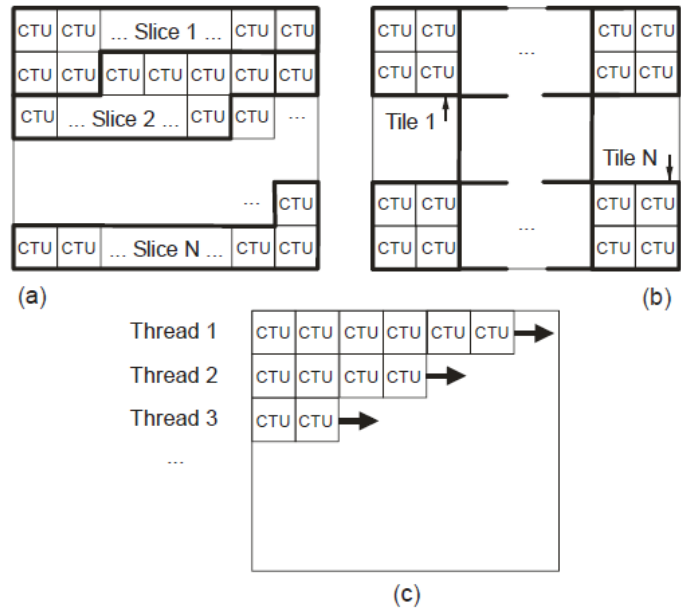 CTU CTU ... Slice 1 ... CTU CTU
CTU CTU CTU CTU CTU CTU CTU
CTU ... Slice 2 ... CTU CTU ...
... CTU
CTU CTU ... Slice N ... CTU CTU
(a)
CTU CTU ... CTU CTU
CTU CTU CTU CTU
Tile 1
Tile N
CTU CTU ... CTU CTU
CTU CTU CTU CTU
(b)
Thread 1 CTU CTU CTU CTU CTU CTU
Thread 2 CTU CTU CTU CTU
Thread 3 CTU CTU
...
(c)